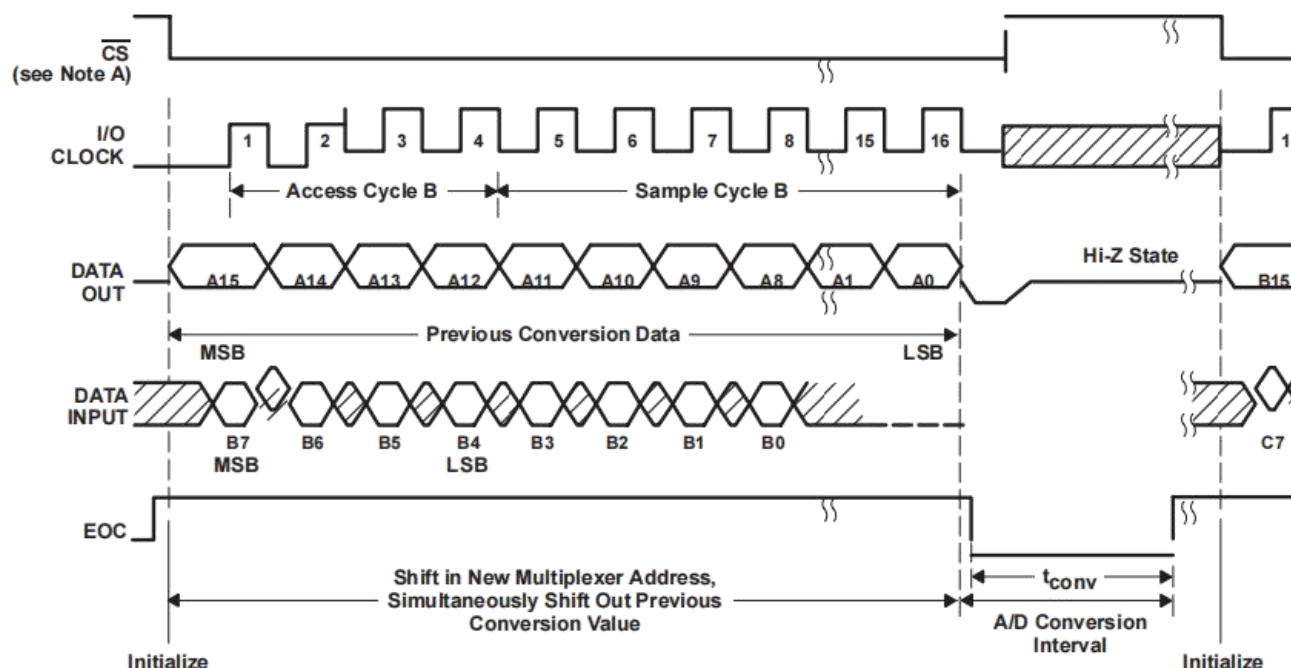 CS
(see Note A)
I/O
CLOCK
1 2 3 4 5 6 7 8 15 16 1
Access Cycle B Sample Cycle B
Hi-Z State
DATA
OUT
A15 A14 A13 A12 A11 A10 A9 A8 A1 A0 B15
Previous Conversion Data
MSB LSB
DATA
INPUT
B7 B6 B5 B4 B3 B2 B1 B0 C7
MSB LSB
EOC
Shift in New Multiplexer Address,
Simultaneously Shift Out Previous
Conversion Value
tconv
A/D Conversion
Interval
Initialize Initialize